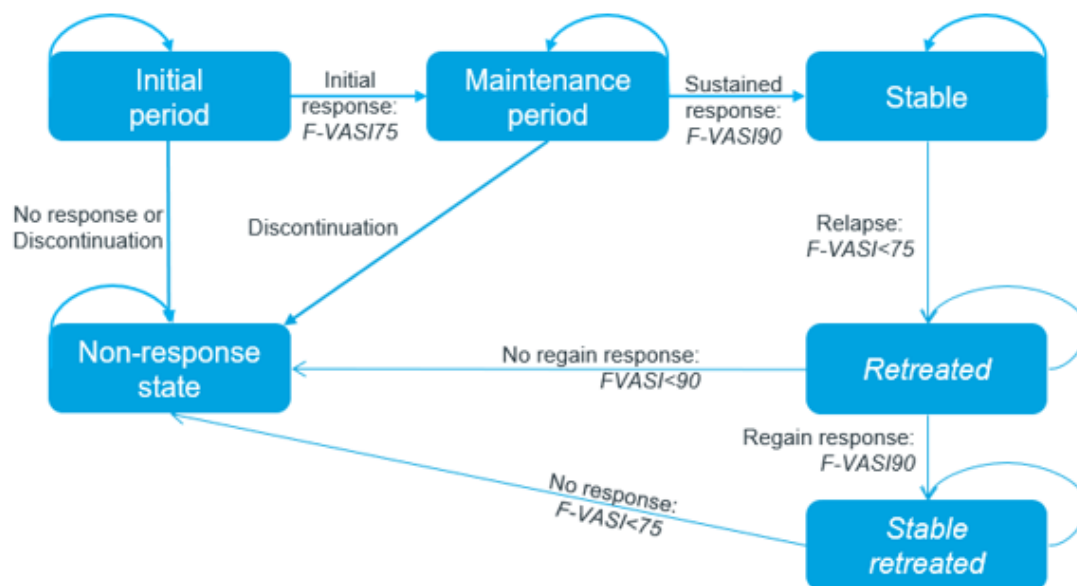 Initial
period
Initial
response:
F-VASI75
Maintenance
period
Sustained
response:
F-VASI90
Stable
No response or
Discontinuation
Discontinuation
Relapse:
F-VASI<75
Non-response
state
No regain response:
FVASI<90
Retreated
Regain response:
F-VASI90
No response:
F-VASI<75
Stable
retreated